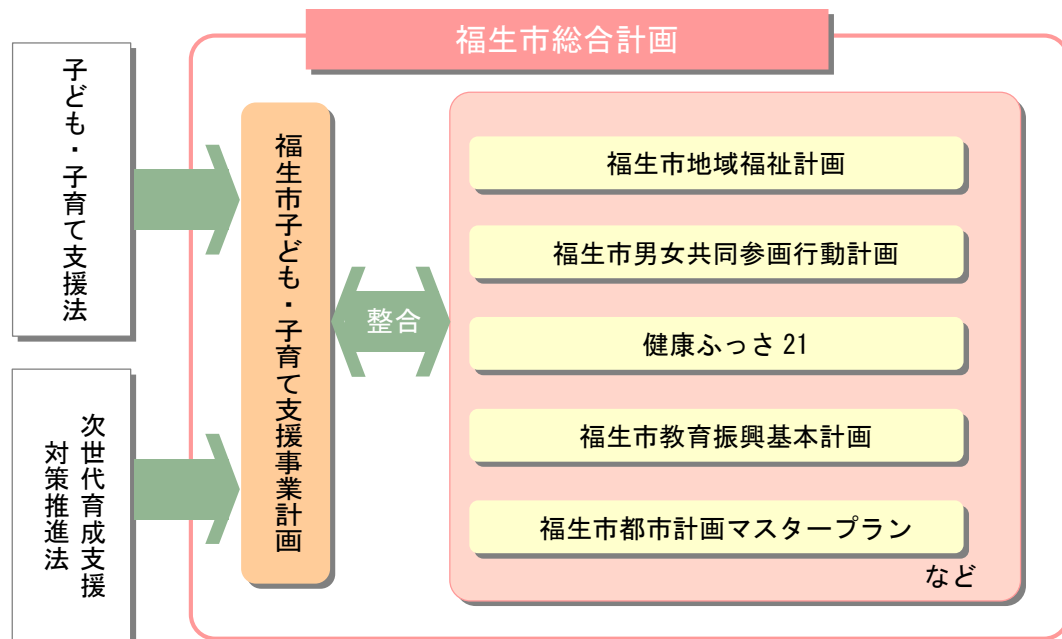 福生市総合計画
子ども・子育て支援法
次世代育成支援
対策推進法
福生市子ども・子育て支援事業計画
整合
福生市地域福祉計画
福生市男女共同参画行動計画
健康ふっさ 21
福生市教育振興基本計画
福生市都市計画マスタープラン
など